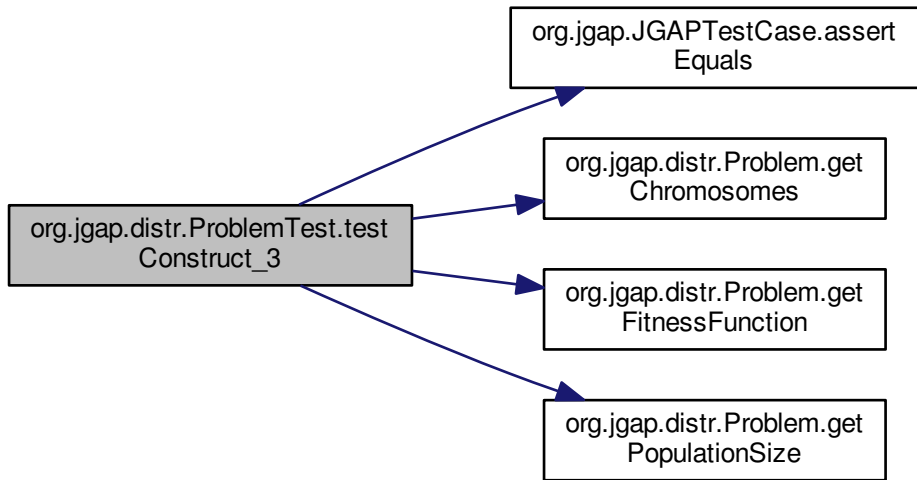 org.jgap.JGAPTestCase.assert
Equals
org.jgap.distr.Problem.get
Chromosomes
org.jgap.distr.ProblemTest.test
Construct_3
org.jgap.distr.Problem.get
FitnessFunction
org.jgap.distr.Problem.get
PopulationSize